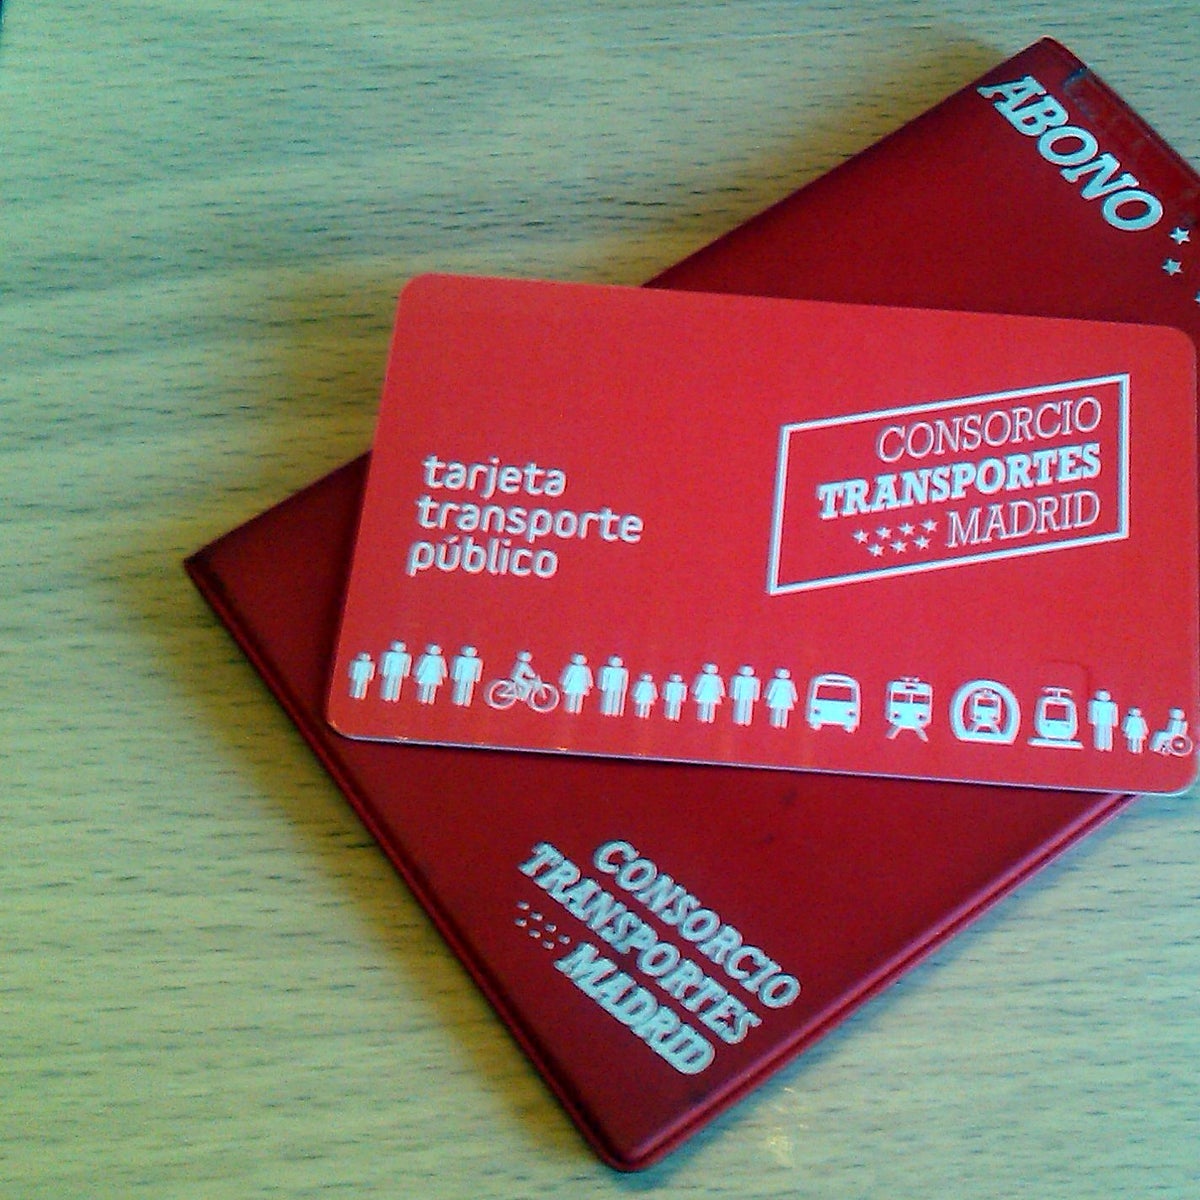 ABONO
tarjeta
transporte
público
CONSORCIO
TRANSPORTES
MADRID
CONSORCIO
TRANSPORTES
MADRID